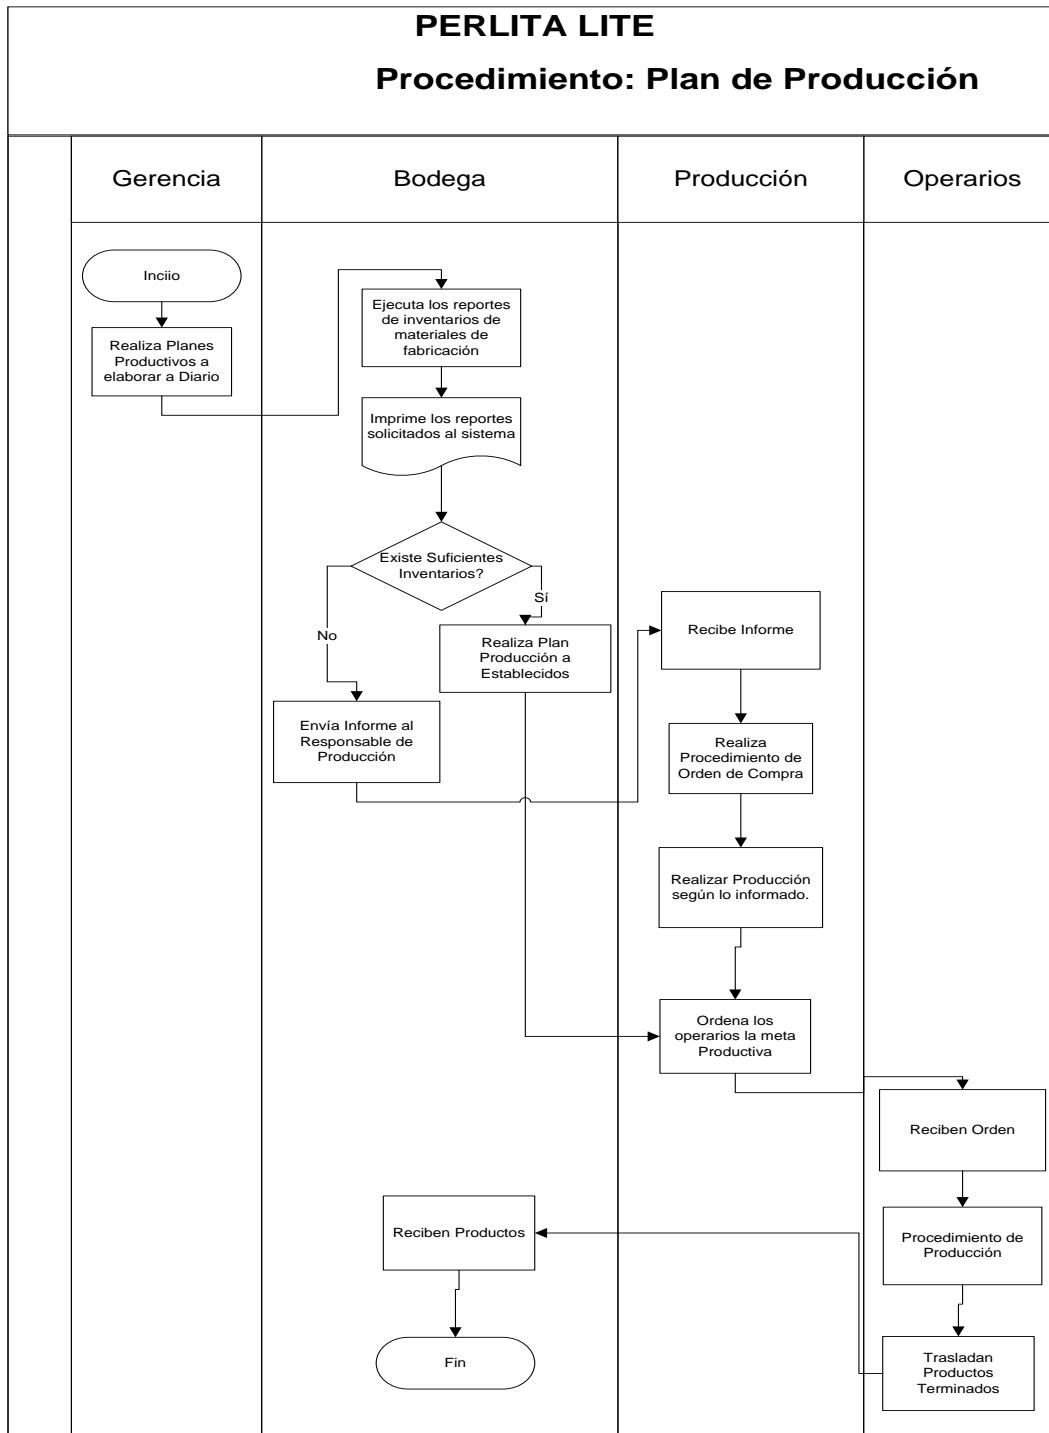 PERLITA LITE
Procedimiento: Plan de Producción
Gerencia
Bodega
Producción
Operarios
Inciio
Realiza Planes
Productivos a
elaborar a Diario
Ejecuta los reportes
de inventarios de
materiales de
fabricación
Imprime los reportes
solicitados al sistema
Existe Suficientes
Inventarios?
Sí
No
Realiza Plan
Producción a
Establecidos
Envía Informe al
Responsable de
Producción
Recibe Informe
Realiza
Procedimiento de
Orden de Compra
Realizar Producción
según lo informado.
Ordena los
operarios la meta
Productiva
Reciben Orden
Procedimiento de
Producción
Trasladan
Productos
Terminados
Reciben Productos
Fin